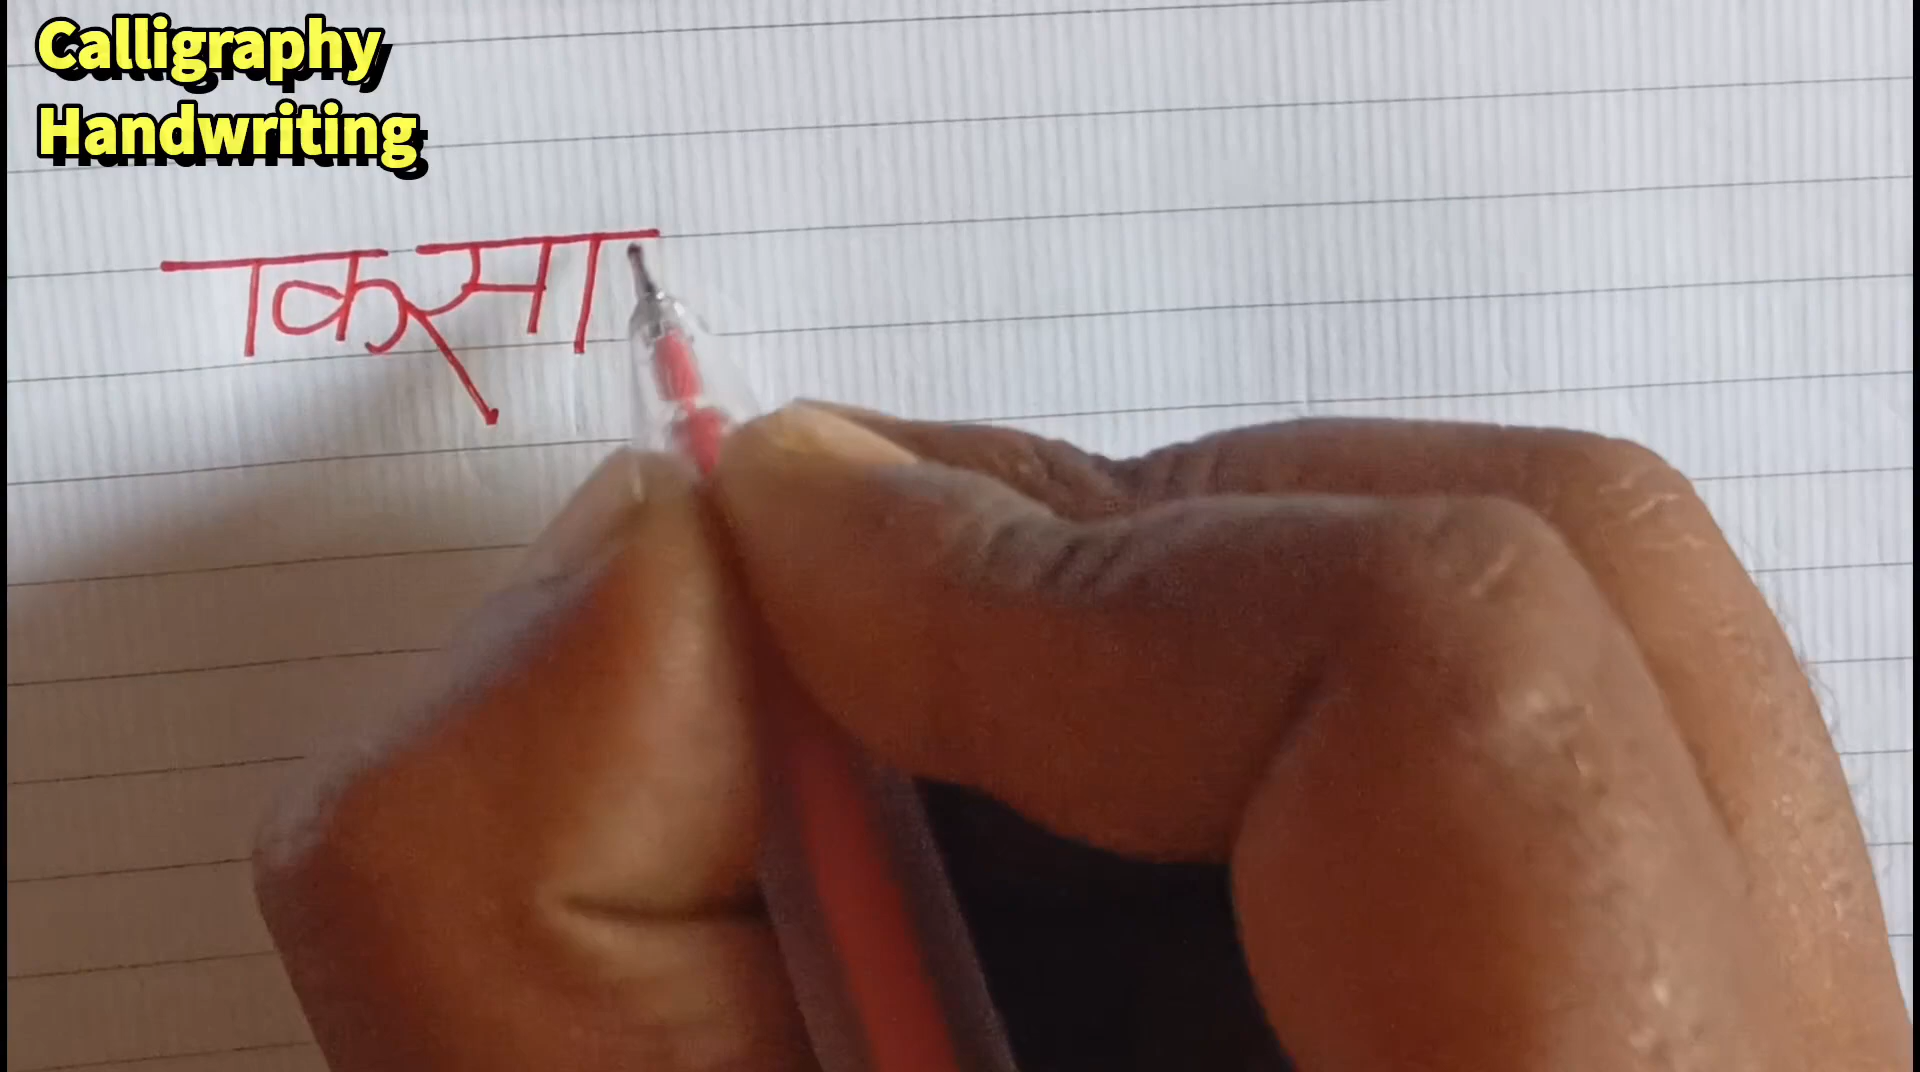 Calligraphy
Handwriting
ाकसा